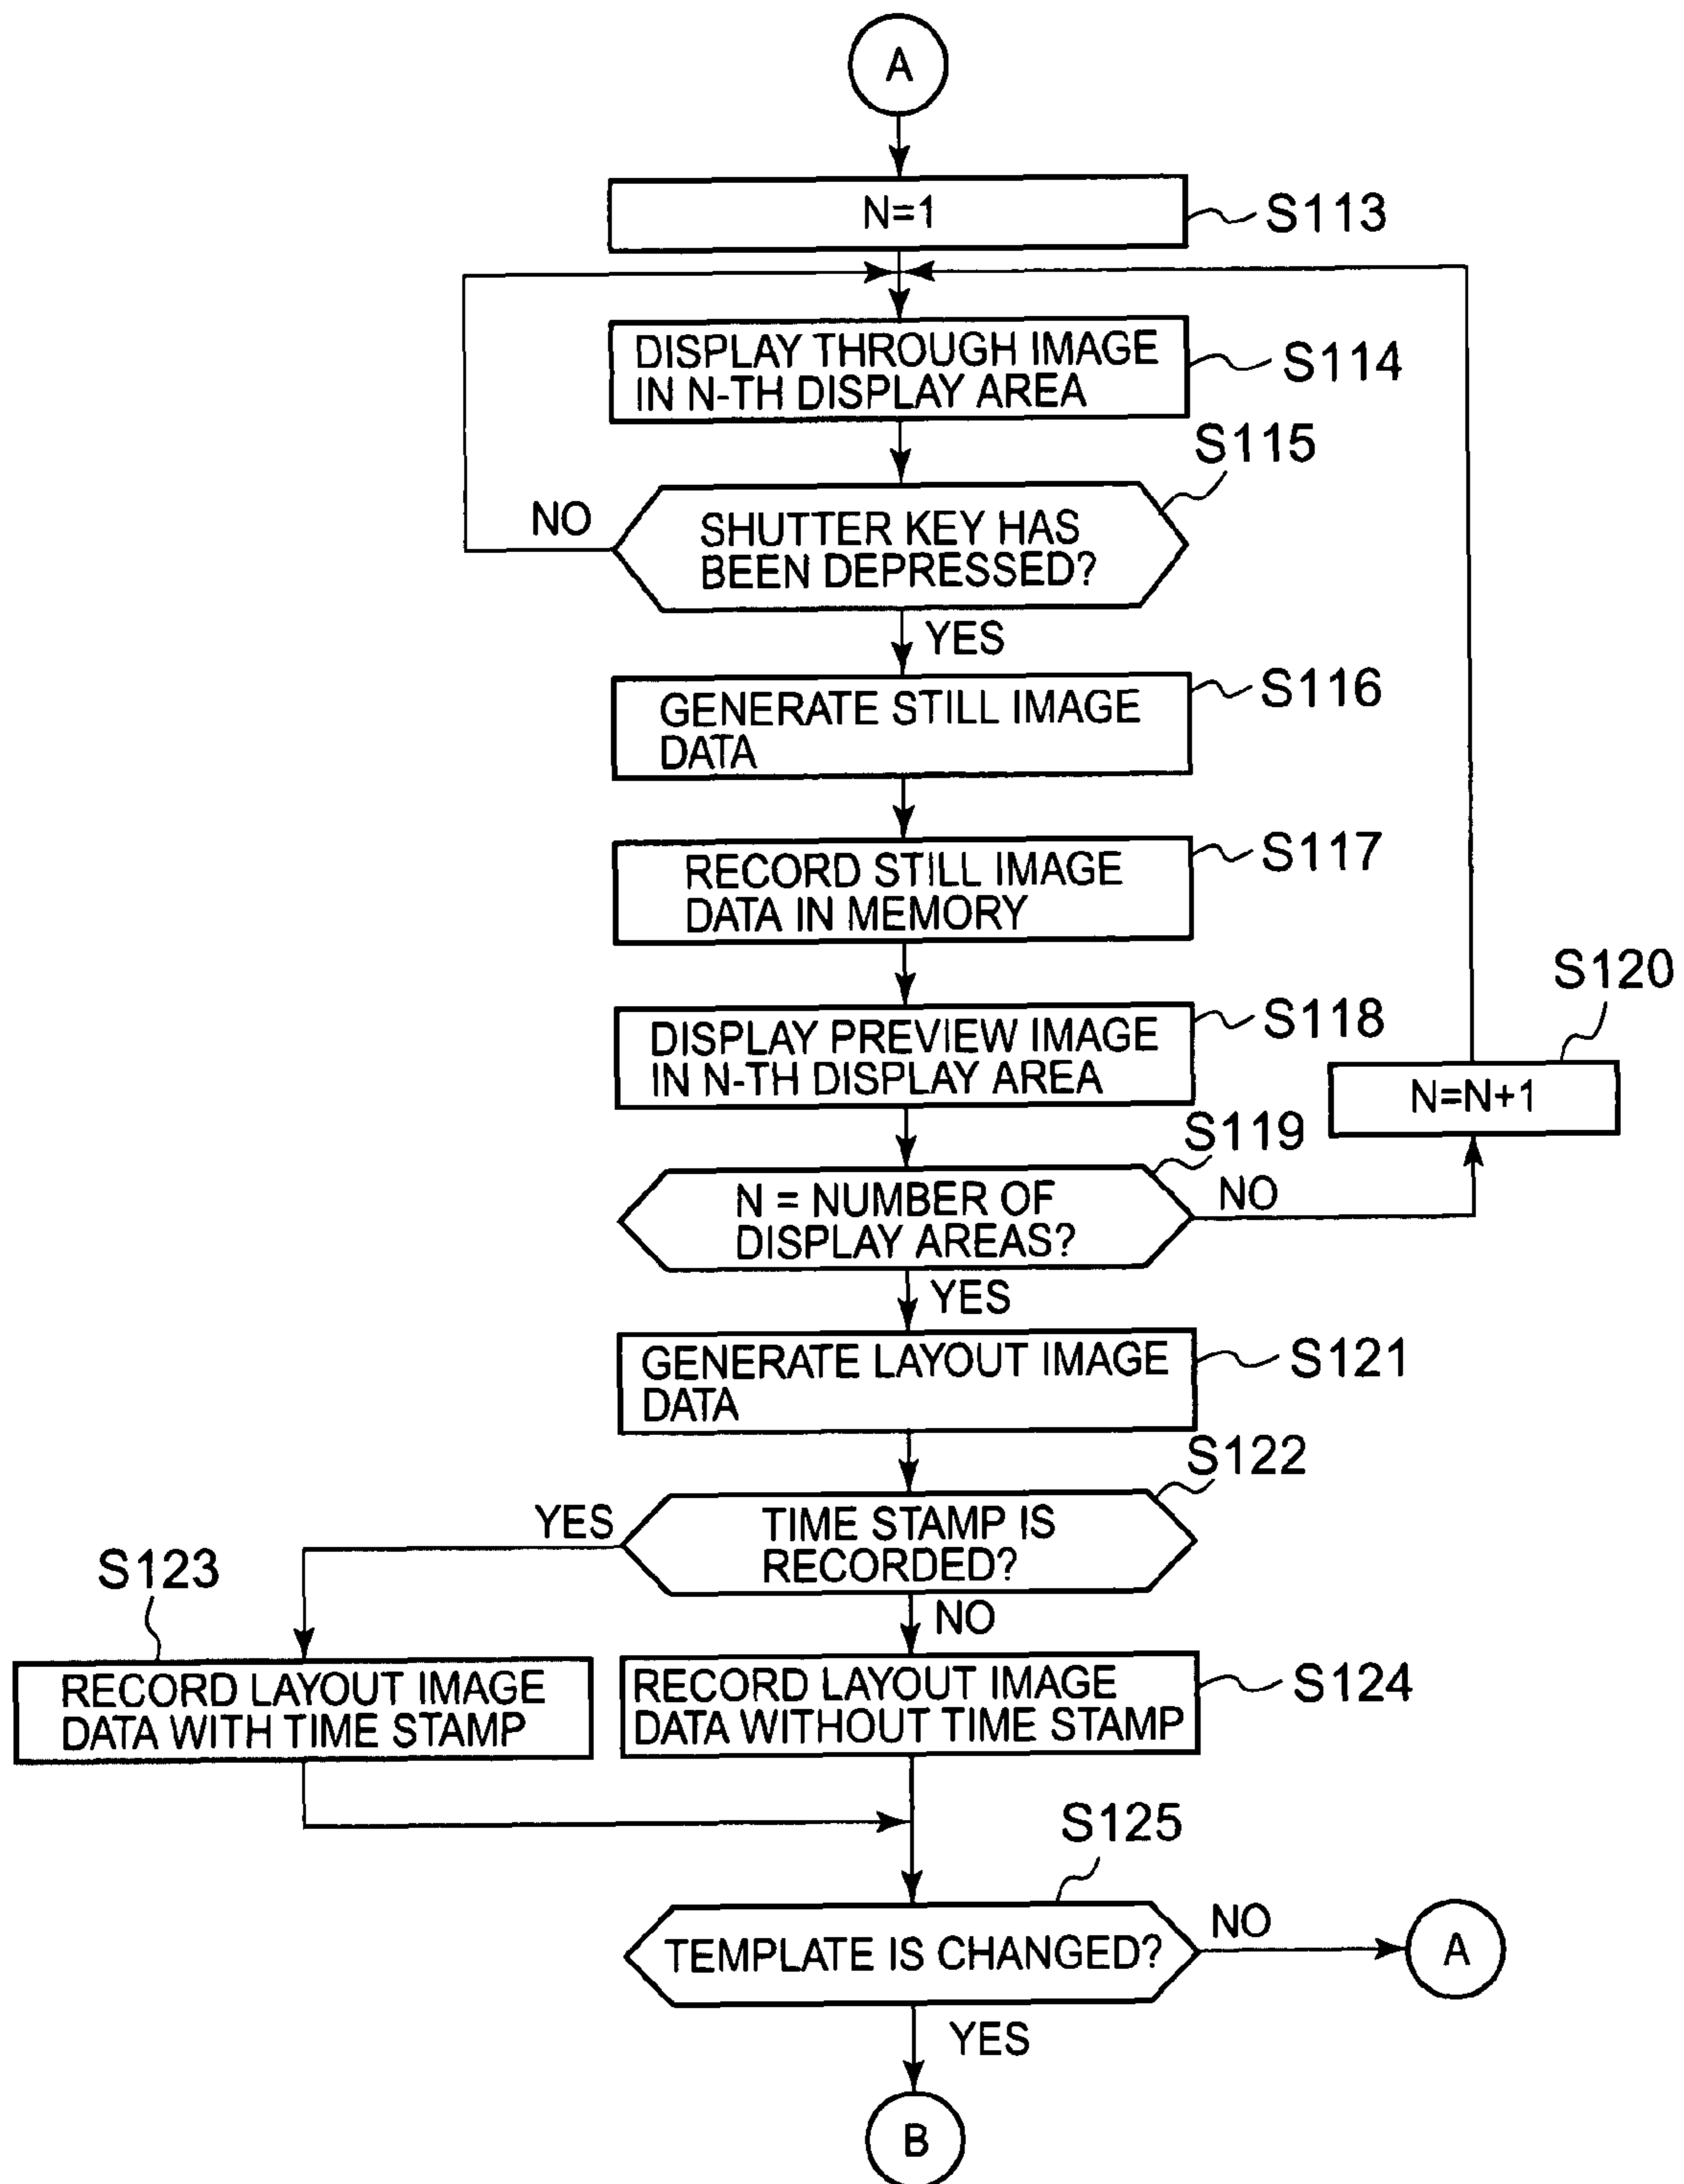 A
N=1
S113
DISPLAY THROUGH IMAGE
IN N-TH DISPLAY AREA
S114
S115
NO
SHUTTER KEY HAS
BEEN DEPRESSED?
YES
GENERATE STILL IMAGE
DATA
S116
RECORD STILL IMAGE
DATA IN MEMORY
S117
DISPLAY PREVIEW IMAGE
IN N-TH DISPLAY AREA
S118
S120
N=N+1
S119
N = NUMBER OF
DISPLAY AREAS?
NO
YES
GENERATE LAYOUT IMAGE
DATA
S121
S122
YES
TIME STAMP IS
RECORDED?
NO
S123
RECORD LAYOUT IMAGE
DATA WITH TIME STAMP
RECORD LAYOUT IMAGE
DATA WITHOUT TIME STAMP
S124
S125
TEMPLATE IS CHANGED?
NO
A
YES
B